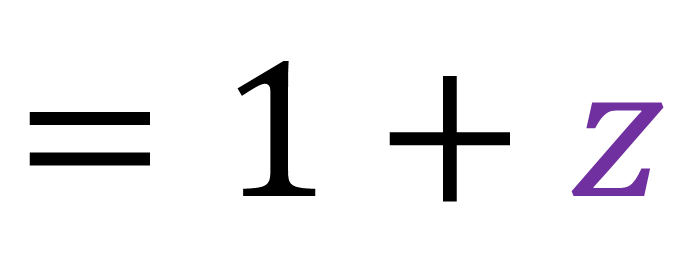 = 1 + z